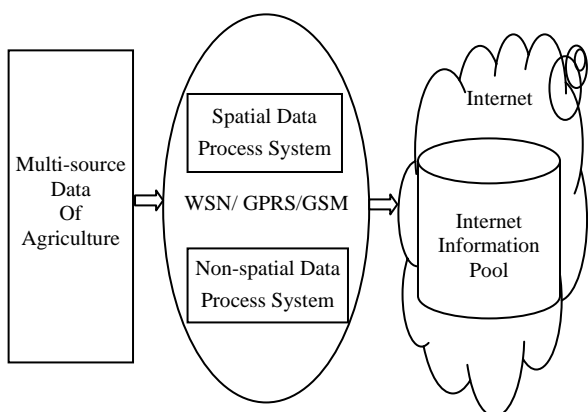 Multi-source
Data
Of
Agriculture
Spatial Data
Process System
WSN/ GPRS/GSM
Non-spatial Data
Process System
Internet
Internet
Information
Pool